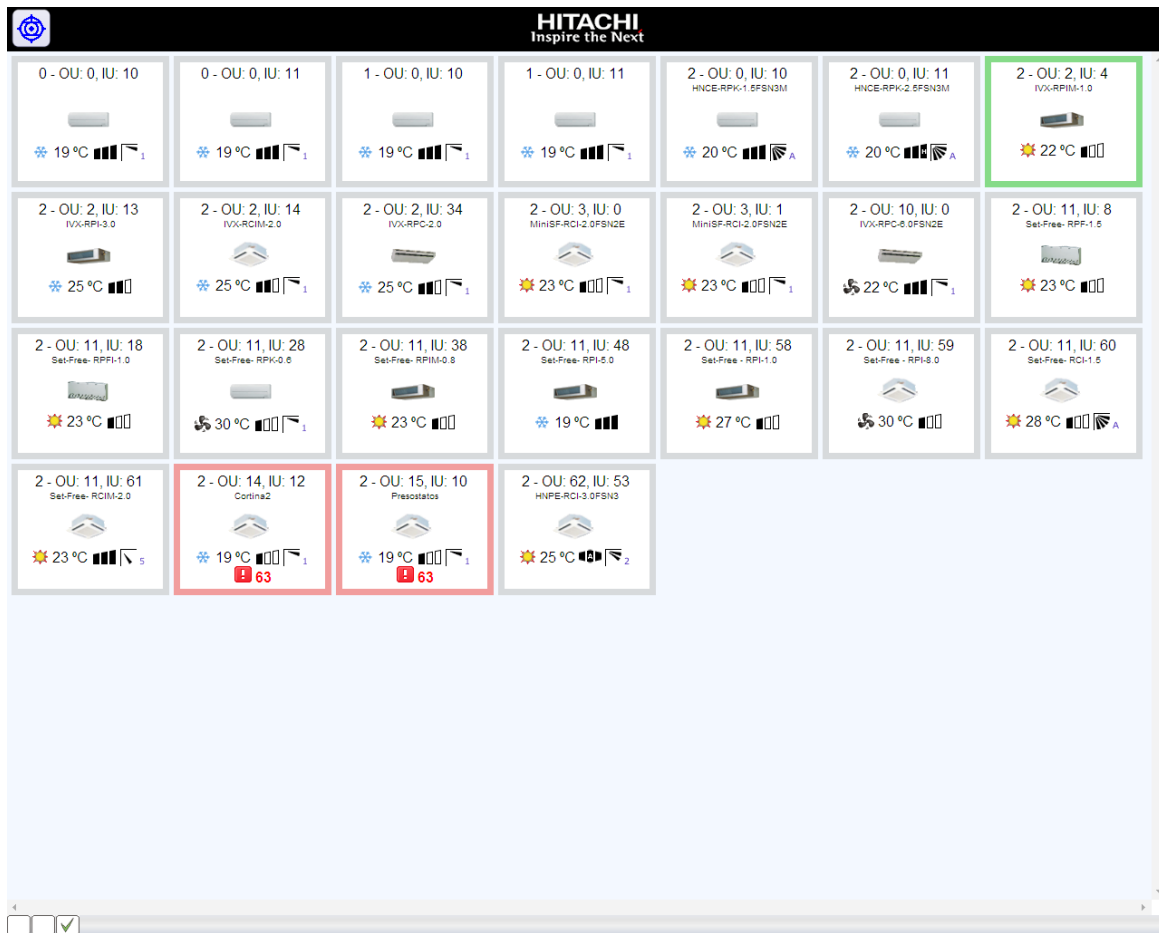 HITACHI
Inspire the Next
0 - OU: 0, IU: 10
19 ºC 1
0 - OU: 0, IU: 11
19 ºC 1
1 - OU: 0, IU: 10
19 ºC 1
1 - OU: 0, IU: 11
19 ºC 1
2 - OU: 0, IU: 10
HNCE-RPK-1.5FSN3M
20 ºC A
2 - OU: 0, IU: 11
HNCE-RPK-2.5FSN3M
20 ºC H A
2 - OU: 2, IU: 4
IVX-RPIM-1.0
22 ºC
2 - OU: 2, IU: 13
IVX-RPI-3.0
25 ºC
2 - OU: 2, IU: 14
IVX-RCIM-2.0
25 ºC 1
2 - OU: 2, IU: 34
IVX-RPC-2.0
25 ºC 1
2 - OU: 3, IU: 0
MiniSF-RCI-2.0FSN2E
23 ºC 1
2 - OU: 3, IU: 1
MiniSF-RCI-2.0FSN2E
23 ºC 1
2 - OU: 10, IU: 0
IVX-RPC-6.0FSN2E
22 ºC 1
2 - OU: 11, IU: 8
Set-Free- RPF-1.5
23 ºC
2 - OU: 11, IU: 18
Set-Free- RPFI-1.0
23 ºC
2 - OU: 11, IU: 28
Set-Free- RPK-0.6
30 ºC 1
2 - OU: 11, IU: 38
Set-Free- RPIM-0.8
23 ºC
2 - OU: 11, IU: 48
Set-Free- RPI-5.0
19 ºC
2 - OU: 11, IU: 58
Set-Free - RPI-1.0
27 ºC
2 - OU: 11, IU: 59
Set-Free - RPI-8.0
30 ºC
2 - OU: 11, IU: 60
Set-Free- RCI-1.5
28 ºC A
2 - OU: 11, IU: 61
Set-Free- RCIM-2.0
23 ºC 5
2 - OU: 14, IU: 12
Cortina2
19 ºC 1
! 63
2 - OU: 15, IU: 10
Presostatos
19 ºC 1
! 63
2 - OU: 62, IU: 53
HNPE-RCI-3.0FSN3
25 ºC A 2